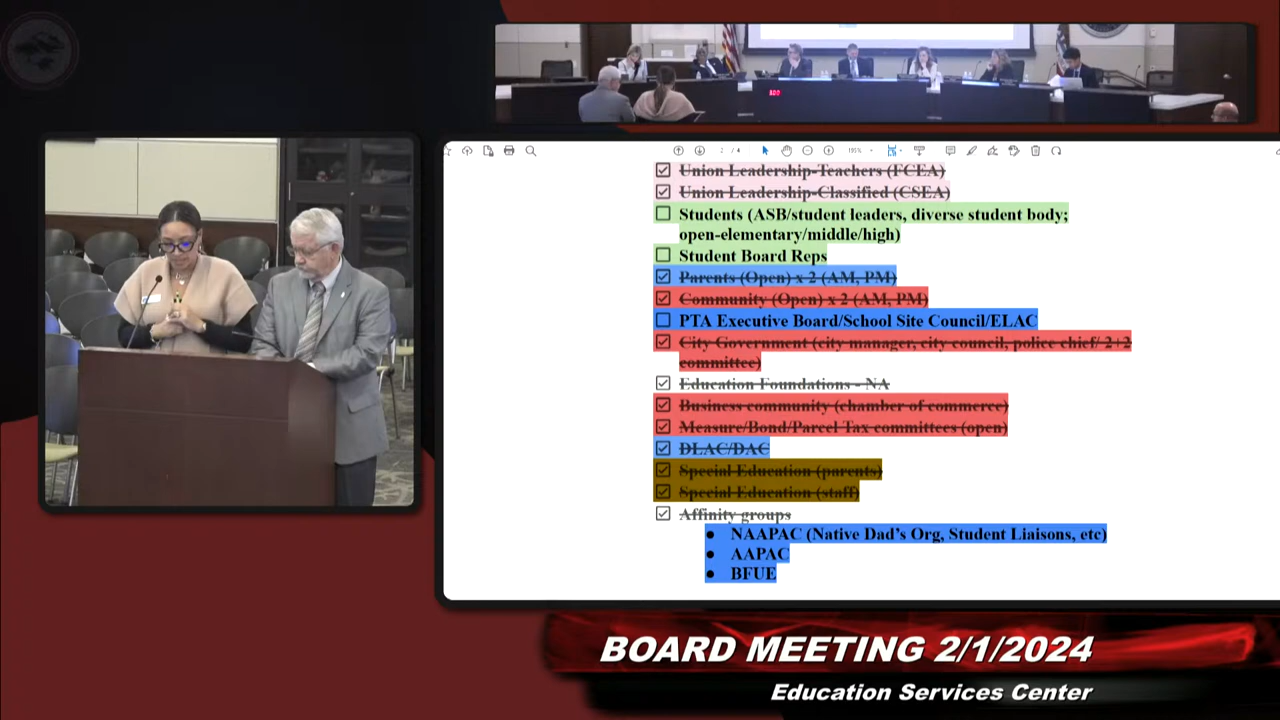 2 / 4
195%
Union Leadership-Teachers (FCEA)
Union Leadership-Classified (CSEA)
Students (ASB/student leaders, diverse student body;
open-elementary/middle/high)
Student Board Reps
Parents (Open) x 2 (AM, PM)
Community (Open) x 2 (AM, PM)
PTA Executive Board/School Site Council/ELAC
City Government (city manager, city council, police chief/ 2+2
committee)
Education Foundations - NA
Business community (chamber of commerce)
Measure/Bond/Parcel Tax committees (open)
DLAC/DAC
Special Education (parents)
Special Education (staff)
Affinity groups
● NAAPAC (Native Dad’s Org, Student Liaisons, etc)
● AAPAC
● BFUE
BOARD MEETING 2/1/2024
Education Services Center